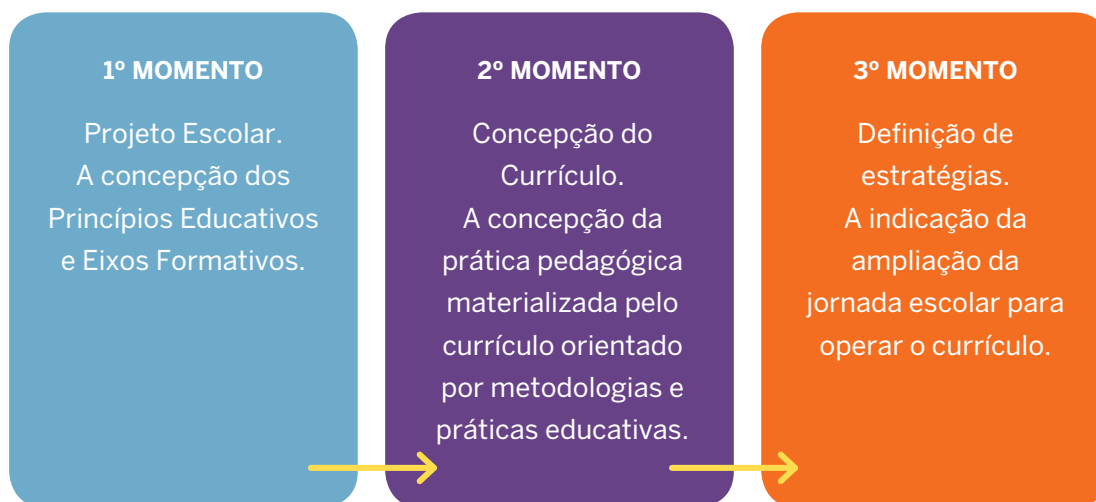 1º MOMENTO
Projeto Escolar.
A concepção dos
Princípios Educativos
e Eixos Formativos.
2º MOMENTO
Concepção do
Currículo.
A concepção da
prática pedagógica
materializada pelo
currículo orientado
por metodologias e
práticas educativas.
3º MOMENTO
Definição de
estratégias.
A indicação da
ampliação da
jornada escolar para
operar o currículo.